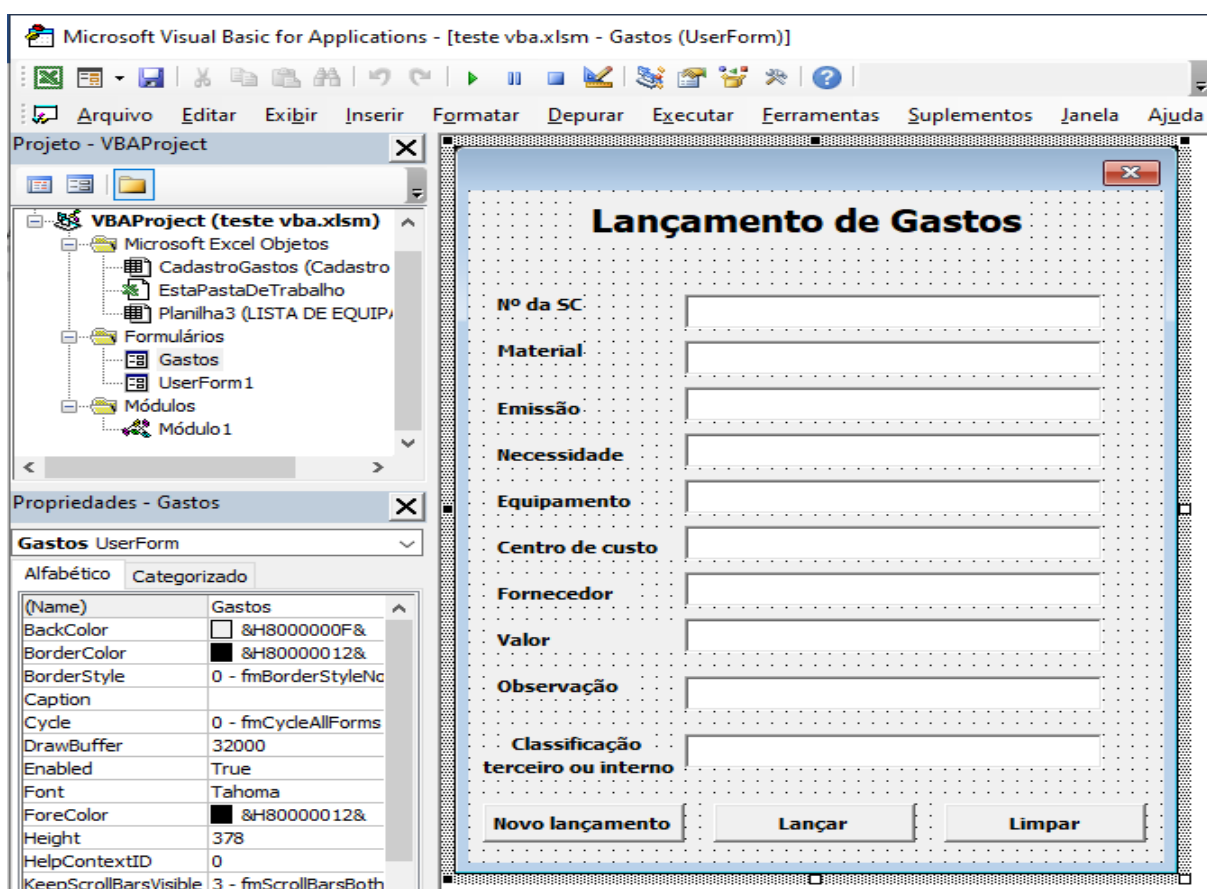 Microsoft Visual Basic for Applications - [teste vba.xlsm - Gastos (UserForm)]
Arquivo Editar Exibir Inserir Formatar Depurar Executar Ferramentas Suplementos Janela Ajuda
Projeto - VBAProject
VBAProject (teste vba.xlsm)
Microsoft Excel Objetos
CadastroGastos (Cadastro
EstaPastaDeTrabalho
Planilha3 (LISTA DE EQUIP
Formulários
Gastos
UserForm1
Módulos
Módulo1
Propriedades - Gastos
Gastos UserForm
Alfabético Categorizado
(Name) Gastos
BackColor &H8000000F&
BorderColor &H80000012&
BorderStyle 0 - fmBorderStyleNo
Caption
Cycle 0 - fmCycleAllForms
DrawBuffer 32000
Enabled True
Font Tahoma
ForeColor &H80000012&
Height 378
HelpContextID 0
KeepScrollBarsVisible 3 - fmScrollBarsBoth
Lançamento de Gastos
Nº da SC
Material
Emissão
Necessidade
Equipamento
Centro de custo
Fornecedor
Valor
Observação
Classificação
terceiro ou interno
Novo lançamento Lançar Limpar